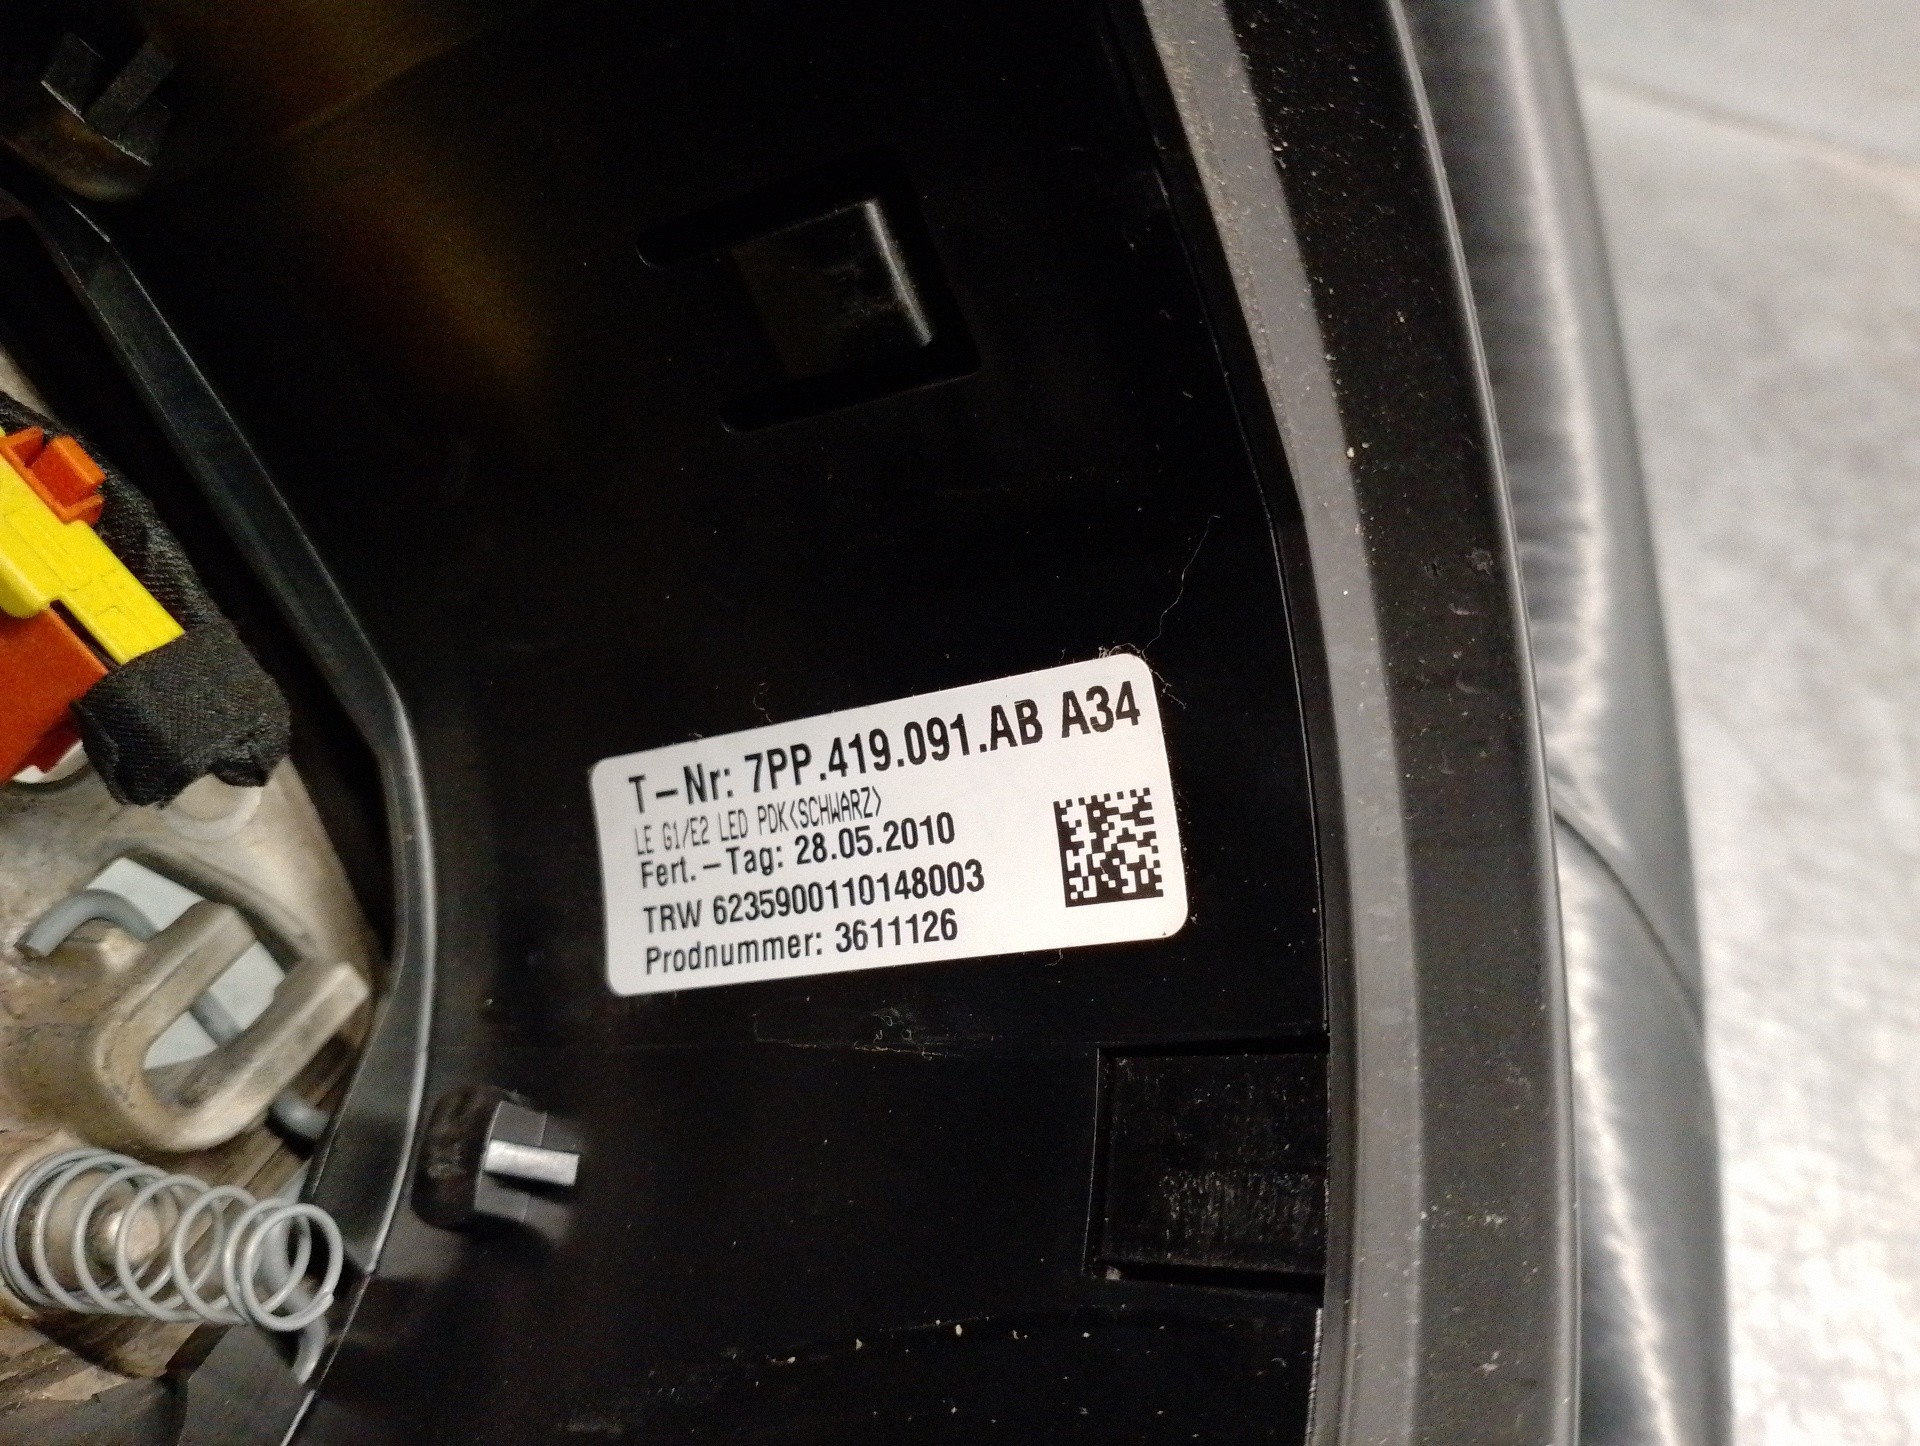 T-Nr: 7PP.419.091.AB A34
LE G1/E2 LED PDK<SCHWARZ>
Fert.-Tag: 28.05.2010
TRW 6235900110148003
Prodnummer: 3611126